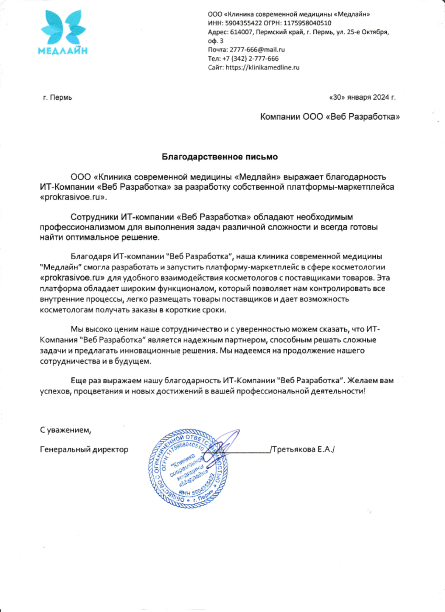 ООО «Клиника современной медицины «Медлайн»
ИНН: 5904355422 ОГРН: 1175958040510
Адрес: 614007, Пермский край, г. Пермь, ул. 25-е Октября,
оф. 3
Почта: 2777-666@mail.ru
Тел: +7 (342) 2-777-666
Сайт: https://klinikamedline.ru
МЕДЛАЙН
г. Пермь «30» января 2024 г.
Компании ООО «Веб Разработка»
Благодарственное письмо
ООО «Клиника современной медицины «Медлайн» выражает благодарность
ИТ-Компании «Веб Разработка» за разработку собственной платформы-маркетплейса
«prokrasivoe.ru».
Сотрудники ИТ-компании «Веб Разработка» обладают необходимым
профессионализмом для выполнения задач различной сложности и всегда готовы
найти оптимальное решение.
Благодаря ИТ-компании "Веб Разработка", наша клиника современной медицины
"Медлайн" смогла разработать и запустить платформу-маркетплейс в сфере косметологии
«prokrasivoe.ru» для удобного взаимодействия косметологов с поставщиками товаров. Эта
платформа обладает широким функционалом, который позволяет нам контролировать все
внутренние процессы, легко размещать товары поставщиков и дает возможность
косметологам получать заказы в короткие сроки.
Мы высоко ценим наше сотрудничество и с уверенностью можем сказать, что ИТ-
Компания "Веб Разработка" является надежным партнером, способным решать сложные
задачи и предлагать инновационные решения. Мы надеемся на продолжение нашего
сотрудничества и в будущем.
Еще раз выражаем нашу благодарность ИТ-Компании "Веб Разработка". Желаем вам
успехов, процветания и новых достижений в вашей профессиональной деятельности!
С уважением,
Генеральный директор /Третьякова Е.А./
"Клиника
современной
медицины
"Медлайн"